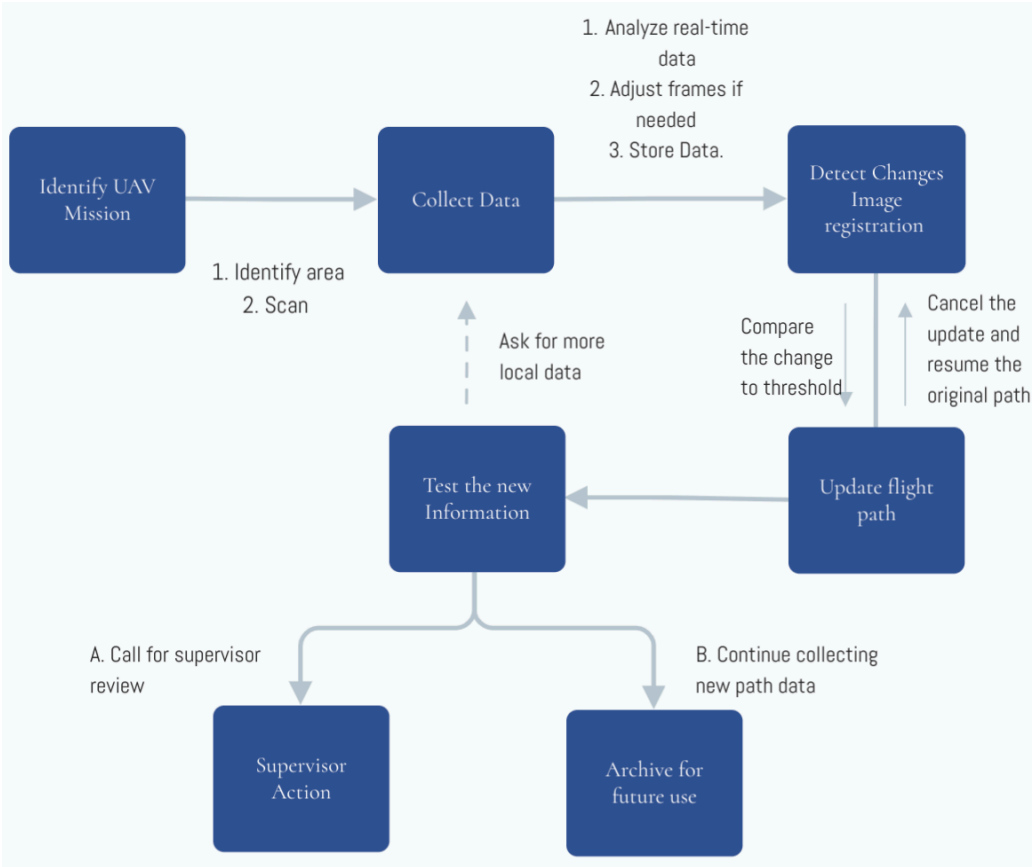 1. Analyze real-time
data
2. Adjust frames if
needed
3. Store Data.
Identify UAV
Mission
Collect Data
Detect Changes
Image
registration
1. Identify area
2. Scan
Ask for more
local data
Compare
the change
to threshold
Cancel the
update and
resume the
original path
Test the new
Information
Update flight
path
A. Call for supervisor
review
B. Continue collecting
new path data
Supervisor
Action
Archive for
future use